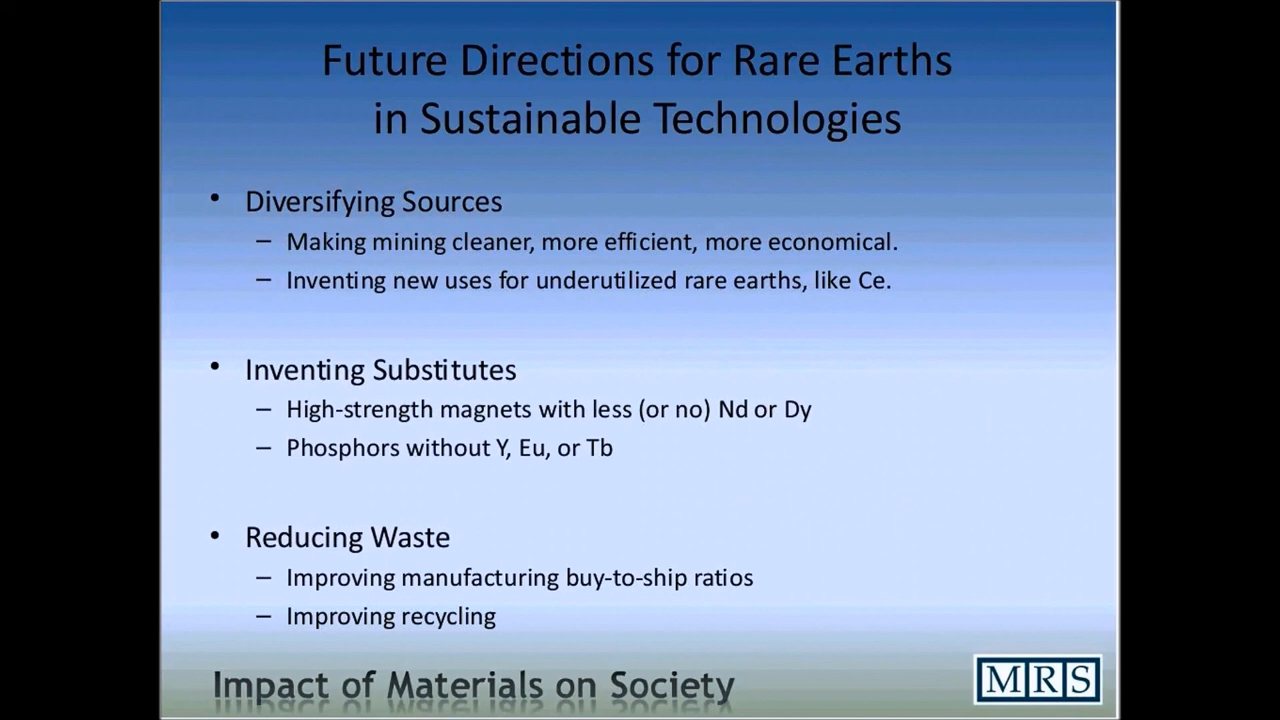 Future Directions for Rare Earths
in Sustainable Technologies
• Diversifying Sources
– Making mining cleaner, more efficient, more economical.
– Inventing new uses for underutilized rare earths, like Ce.
• Inventing Substitutes
– High-strength magnets with less (or no) Nd or Dy
– Phosphors without Y, Eu, or Tb
• Reducing Waste
– Improving manufacturing buy-to-ship ratios
– Improving recycling
Impact of Materials on Society
MRS